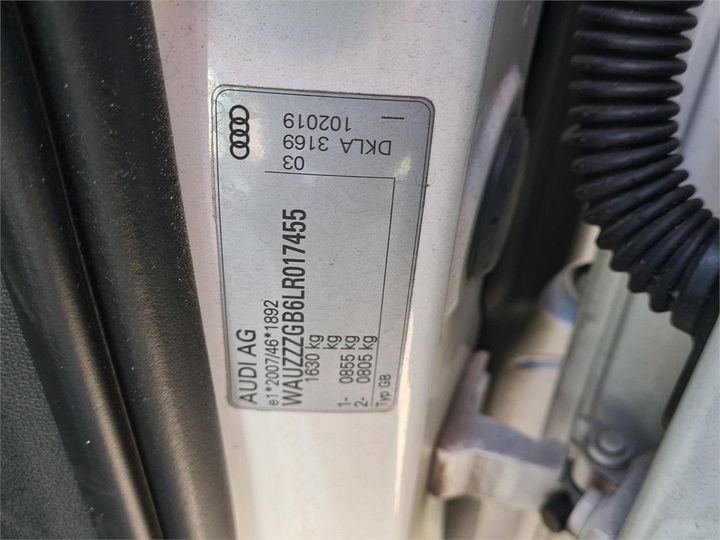 AUDI AG
e1*2007/46*1892
WAUZZZGB6LR017455
1630 kg
kg
1- 0855 kg
2- 0805 kg
Typ GB
03
DKLA 3169
102019